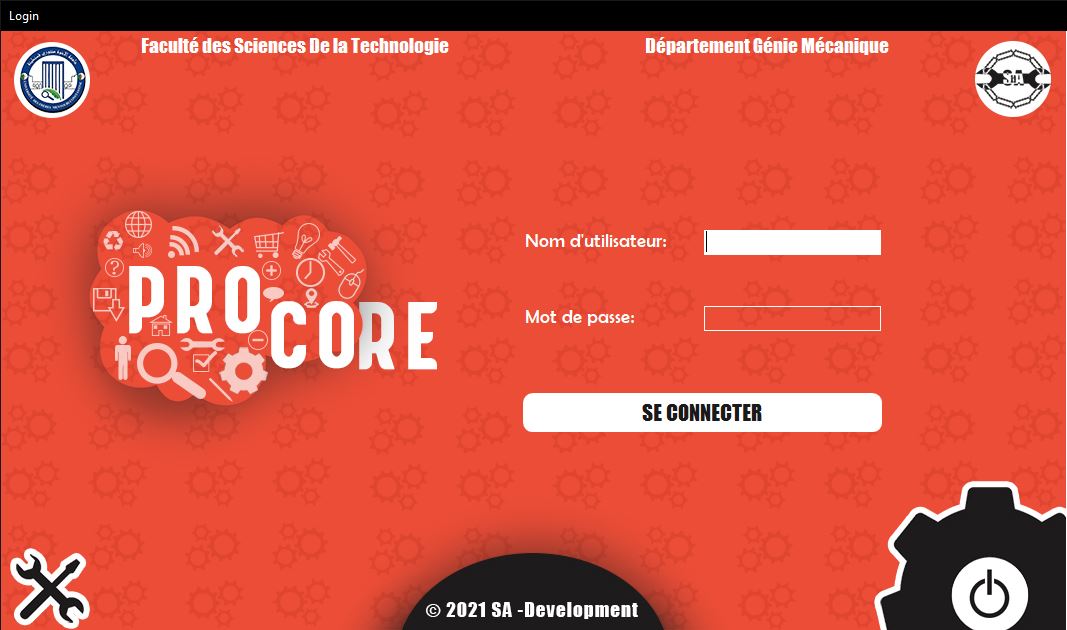 Login
Faculté des Sciences De la Technologie
Département Génie Mécanique
SA
PRO
CORE
Nom d'utilisateur:
Mot de passe:
SE CONNECTER
© 2021 SA -Development